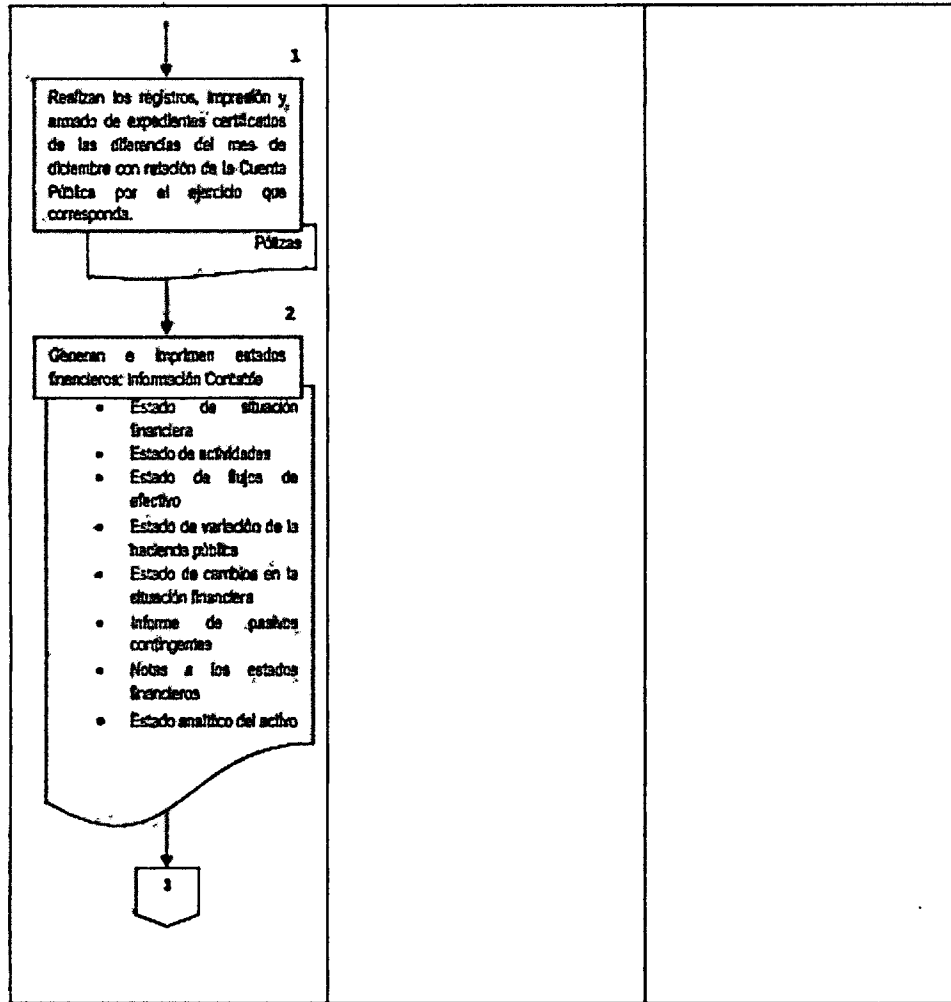 1
Realizan los registros, impresión y
armado de expedientes certificados
de las diferencias del mes de
diciembre con relación de la Cuenta
Pública por el ejercicio que
corresponda.
Pólizas
2
Generan e imprimen estados
financieros: Información Contable
• Estado de situación
financiera
• Estado de actividades
• Estado de flujos de
efectivo
• Estado de variación de la
hacienda pública
• Estado de cambios en la
situación financiera
• Informe de pasivos
contingentes
• Notas a los estados
financieros
• Estado analítico del activo